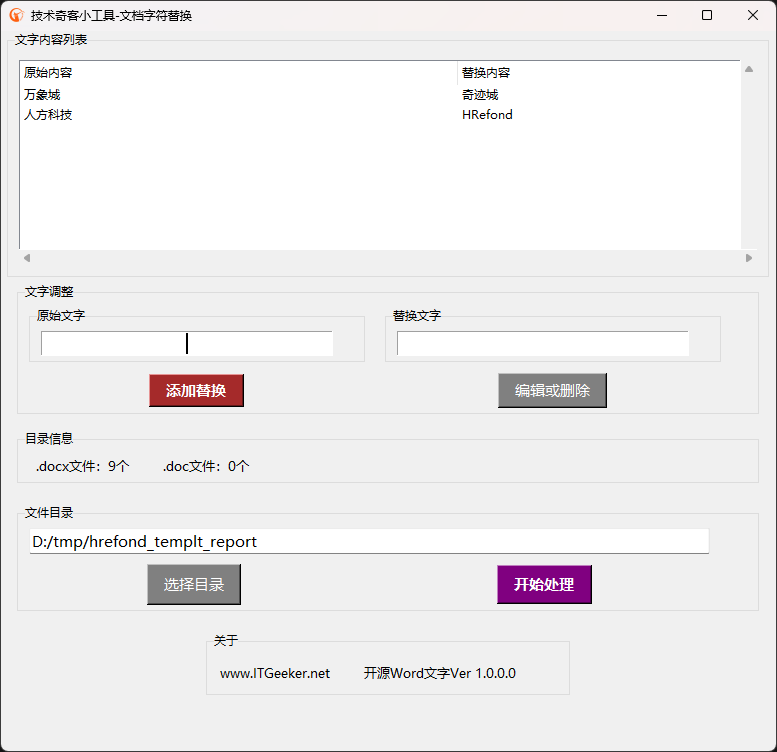 技术奇客小工具-文档字符替换
文字内容列表
原始内容 替换内容
万象城 奇迹城
人方科技 HRefond
文字调整
原始文字 替换文字
添加替换 编辑或删除
目录信息
.docx文件：9个 .doc文件：0个
文件目录
D:/tmp/hrefond_templt_report
选择目录 开始处理
关于
www.ITGeeker.net 开源Word文字Ver 1.0.0.0